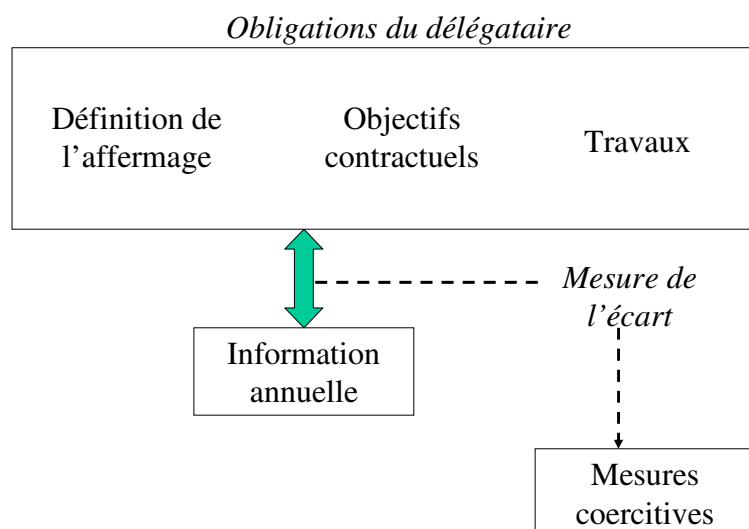 Obligations du délégataire
Définition de
l'affermage
Objectifs
contractuels
Travaux
Mesure de
l'écart
Information
annuelle
Mesures
coercitives